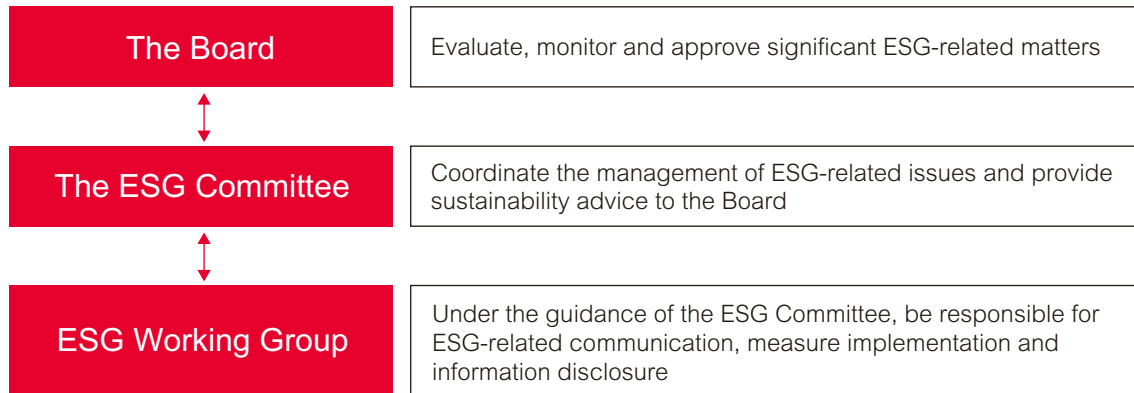 The Board
Evaluate, monitor and approve significant ESG-related matters
The ESG Committee
Coordinate the management of ESG-related issues and provide
sustainability advice to the Board
ESG Working Group
Under the guidance of the ESG Committee, be responsible for
ESG-related communication, measure implementation and
information disclosure